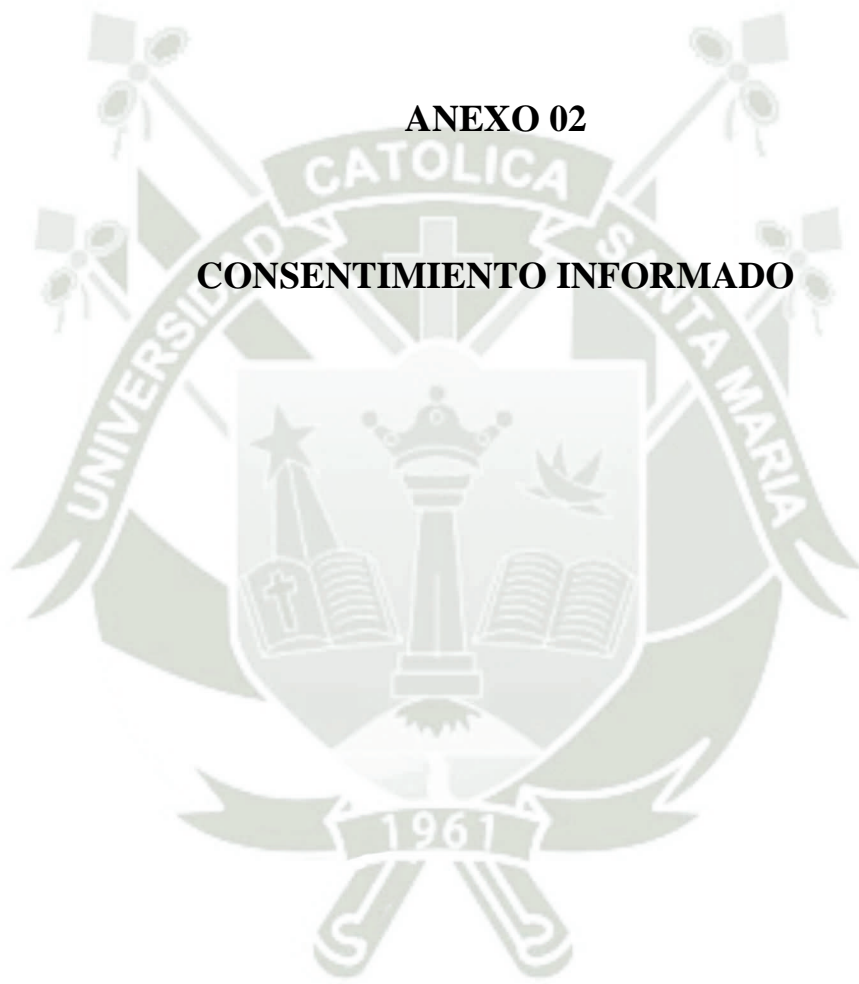 ANEXO 02
CATOLICA
CONSENTIMIENTO INFORMADO
UNIVERSIDAD
SANTA MARIA
1961